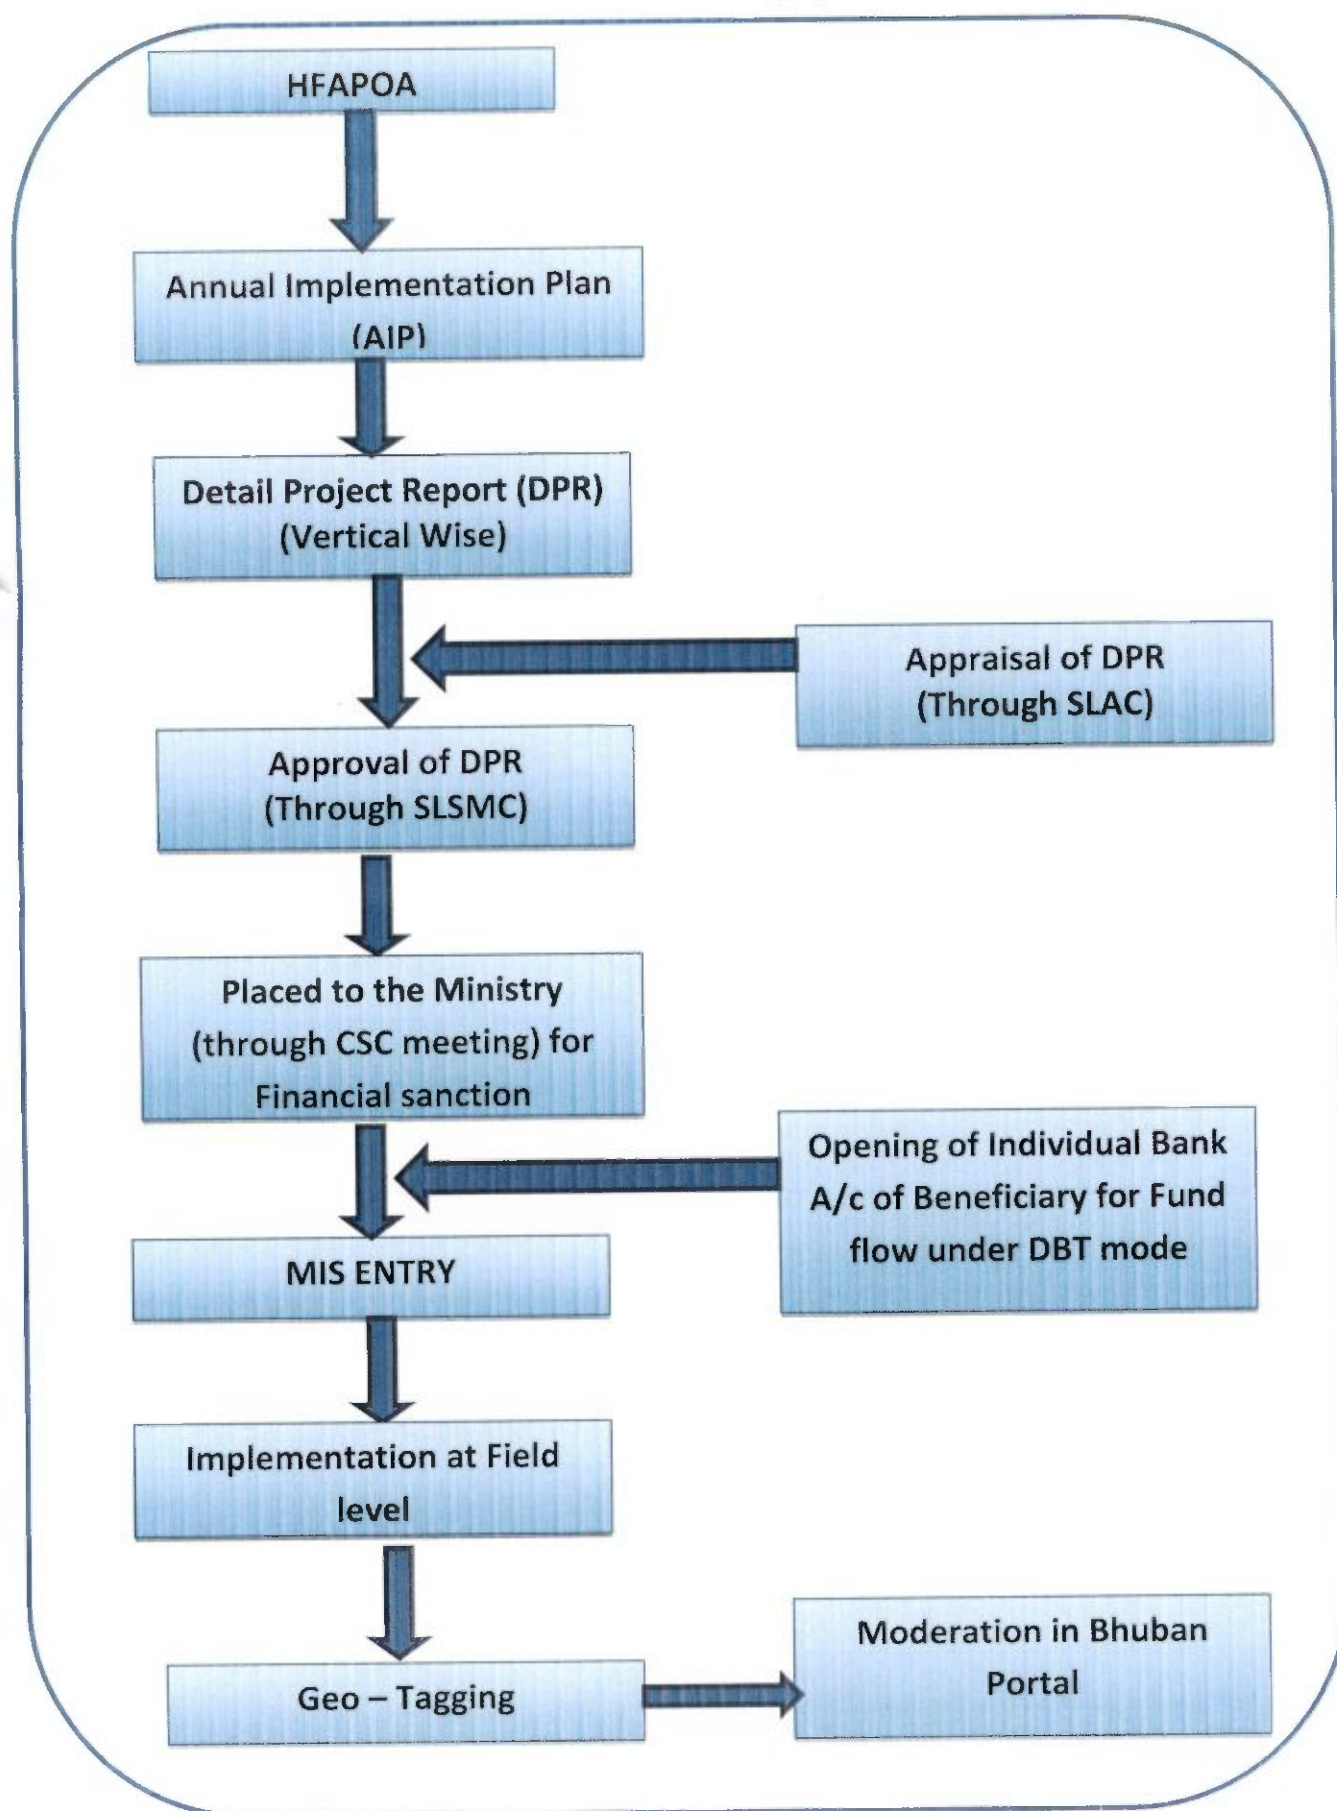 HFAPOA
Annual Implementation Plan
(AIP)
Detail Project Report (DPR)
(Vertical Wise)
Appraisal of DPR
(Through SLAC)
Approval of DPR
(Through SLSMC)
Placed to the Ministry
(through CSC meeting) for
Financial sanction
Opening of Individual Bank
A/c of Beneficiary for Fund
flow under DBT mode
MIS ENTRY
Implementation at Field
level
Geo – Tagging
Moderation in Bhuban
Portal